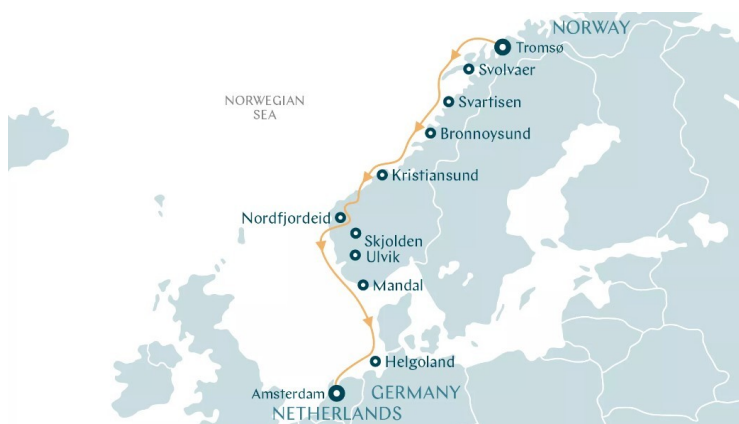 NORWAY
Tromsø
Svolvaer
NORWEGIAN
SEA
Svartisen
Bronnoysund
Kristiansund
Nordfjordeid
Skjolden
Ulvik
Mandal
Helgoland
Amsterdam
GERMANY
NETHERLANDS